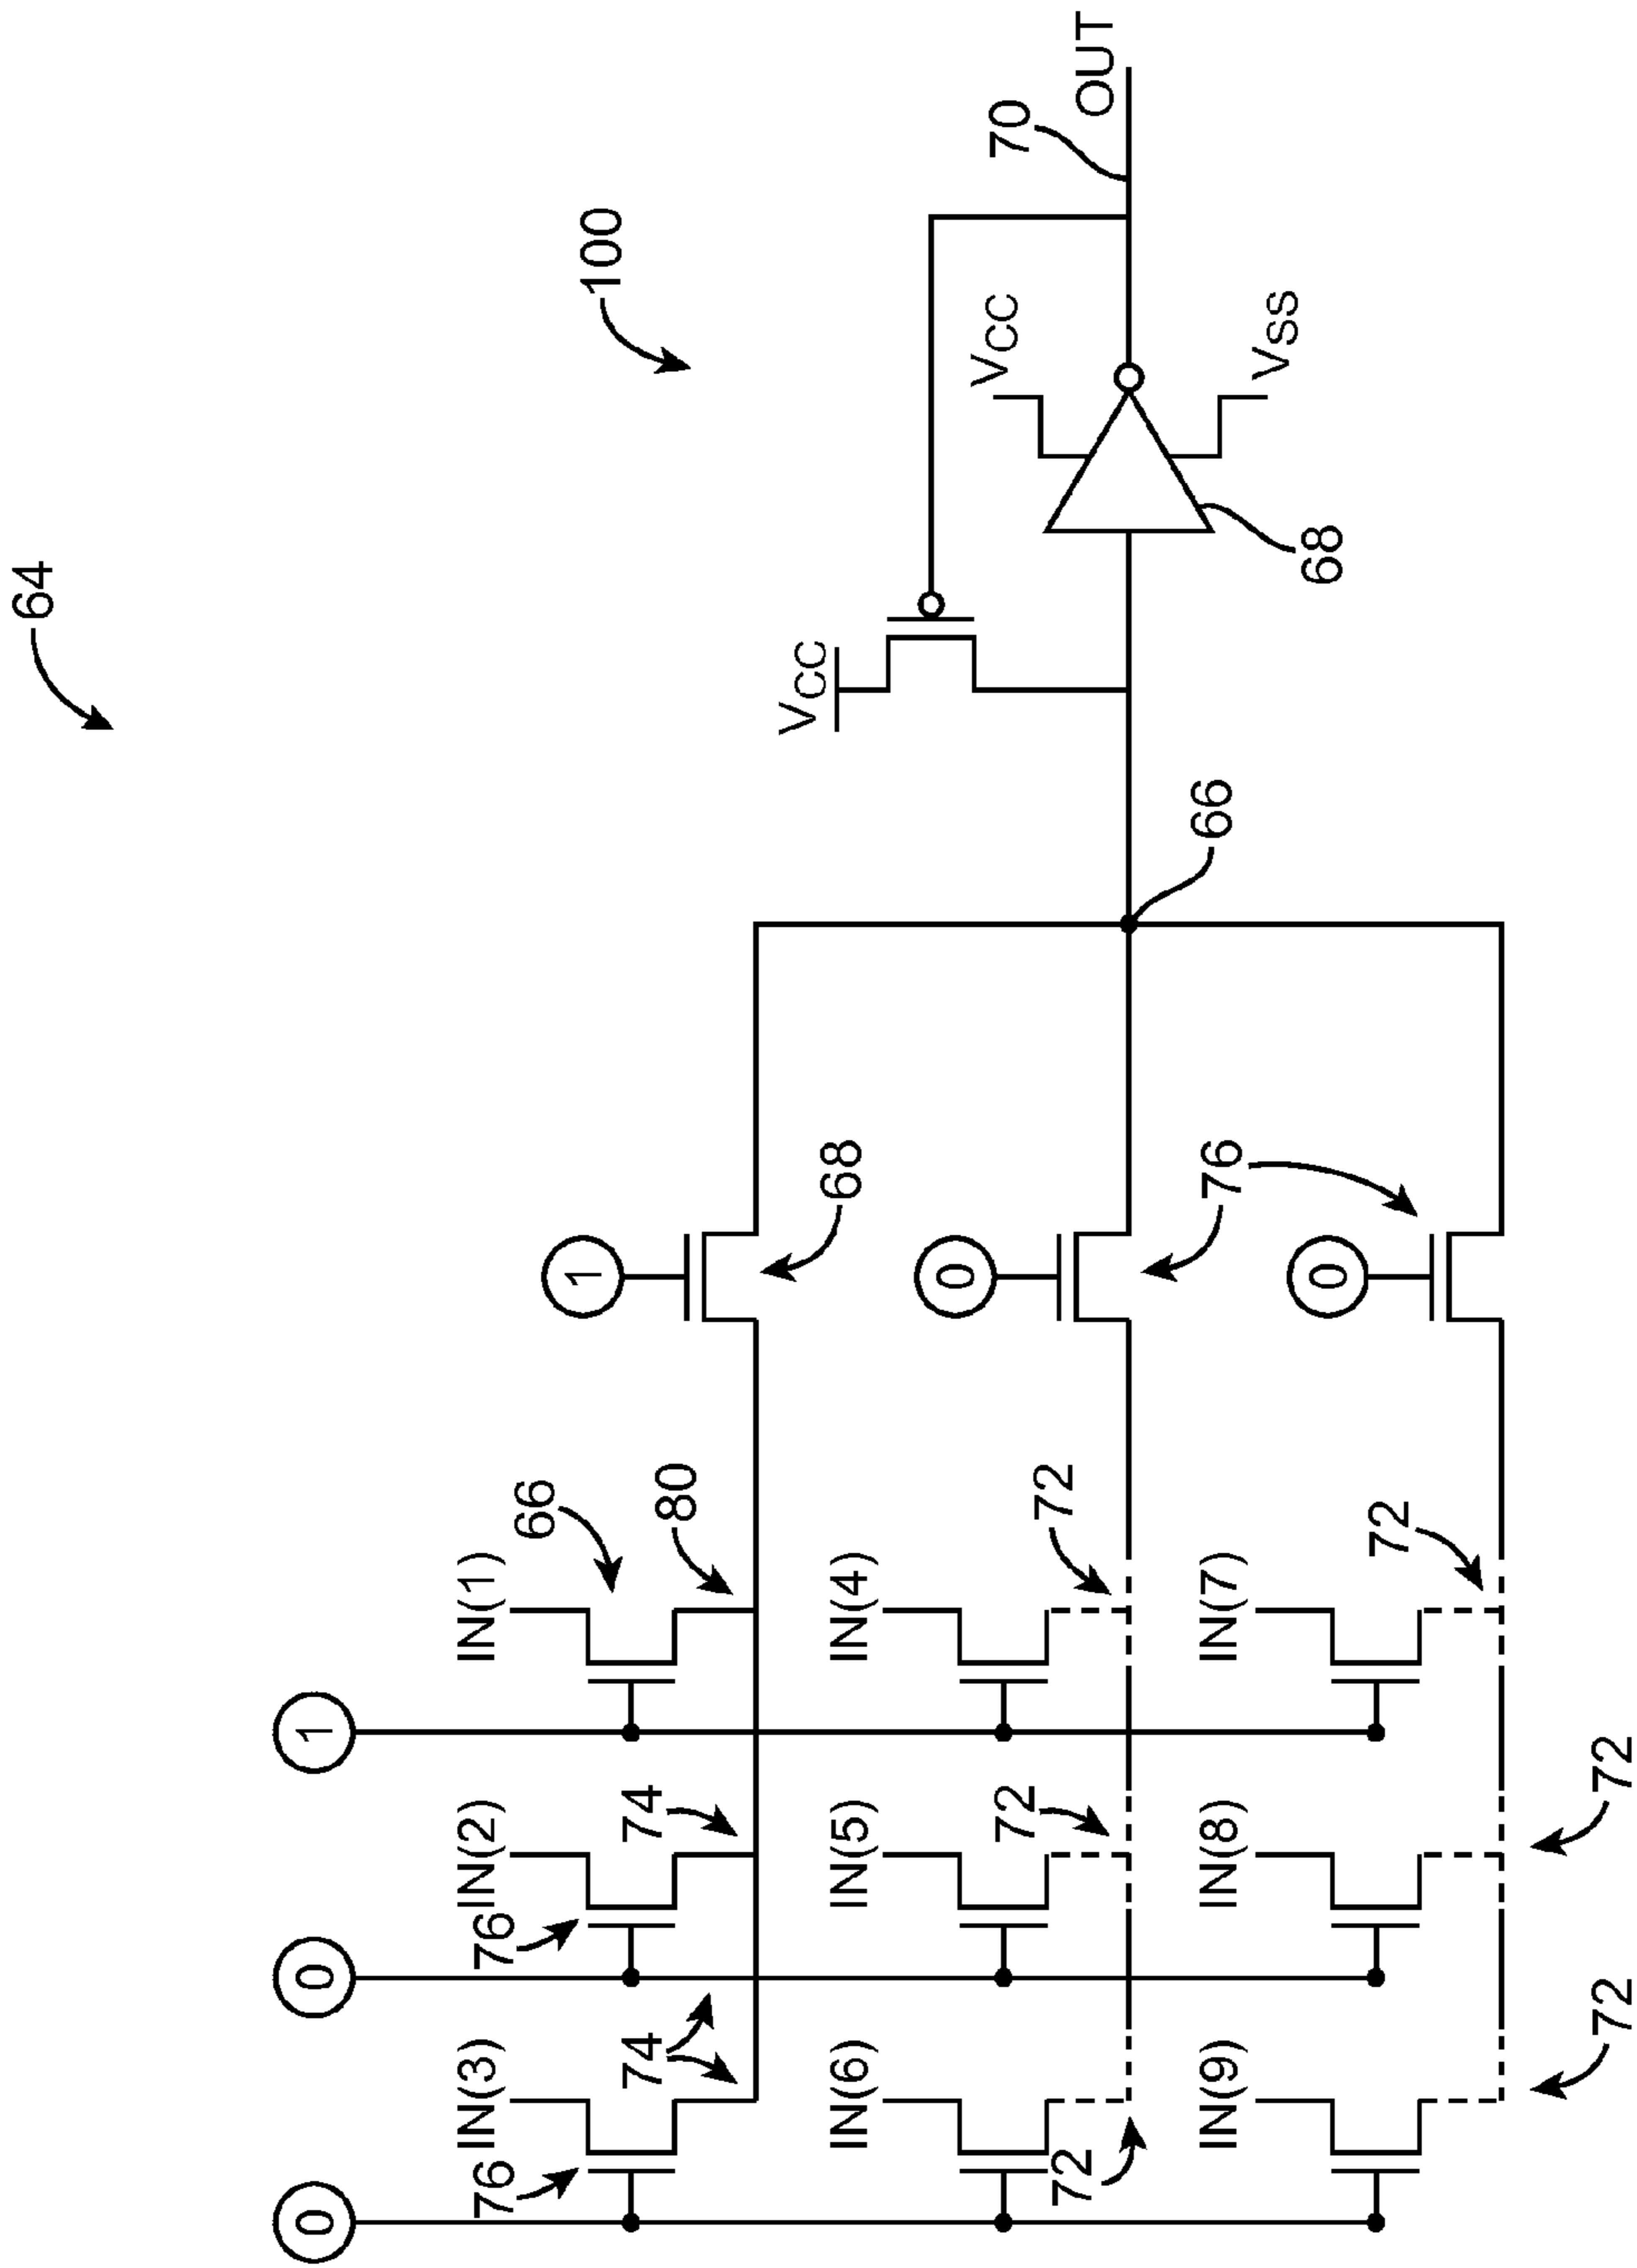 64
100
70
OUT
VCC
VCC
VSS
68
66
1
68
0
76
0
1
IN(1)
66
80
IN(4)
72
IN(7)
72
0
IN(2)
74
76
IN(5)
72
IN(8)
72
0
IN(3)
74
76
IN(6)
72
IN(9)
72